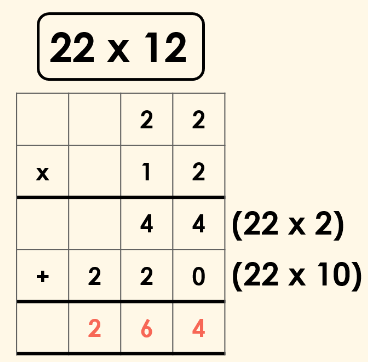 22 x 12
2 2
x 1 2
4 4 (22 x 2)
+ 2 2 0 (22 x 10)
2 6 4